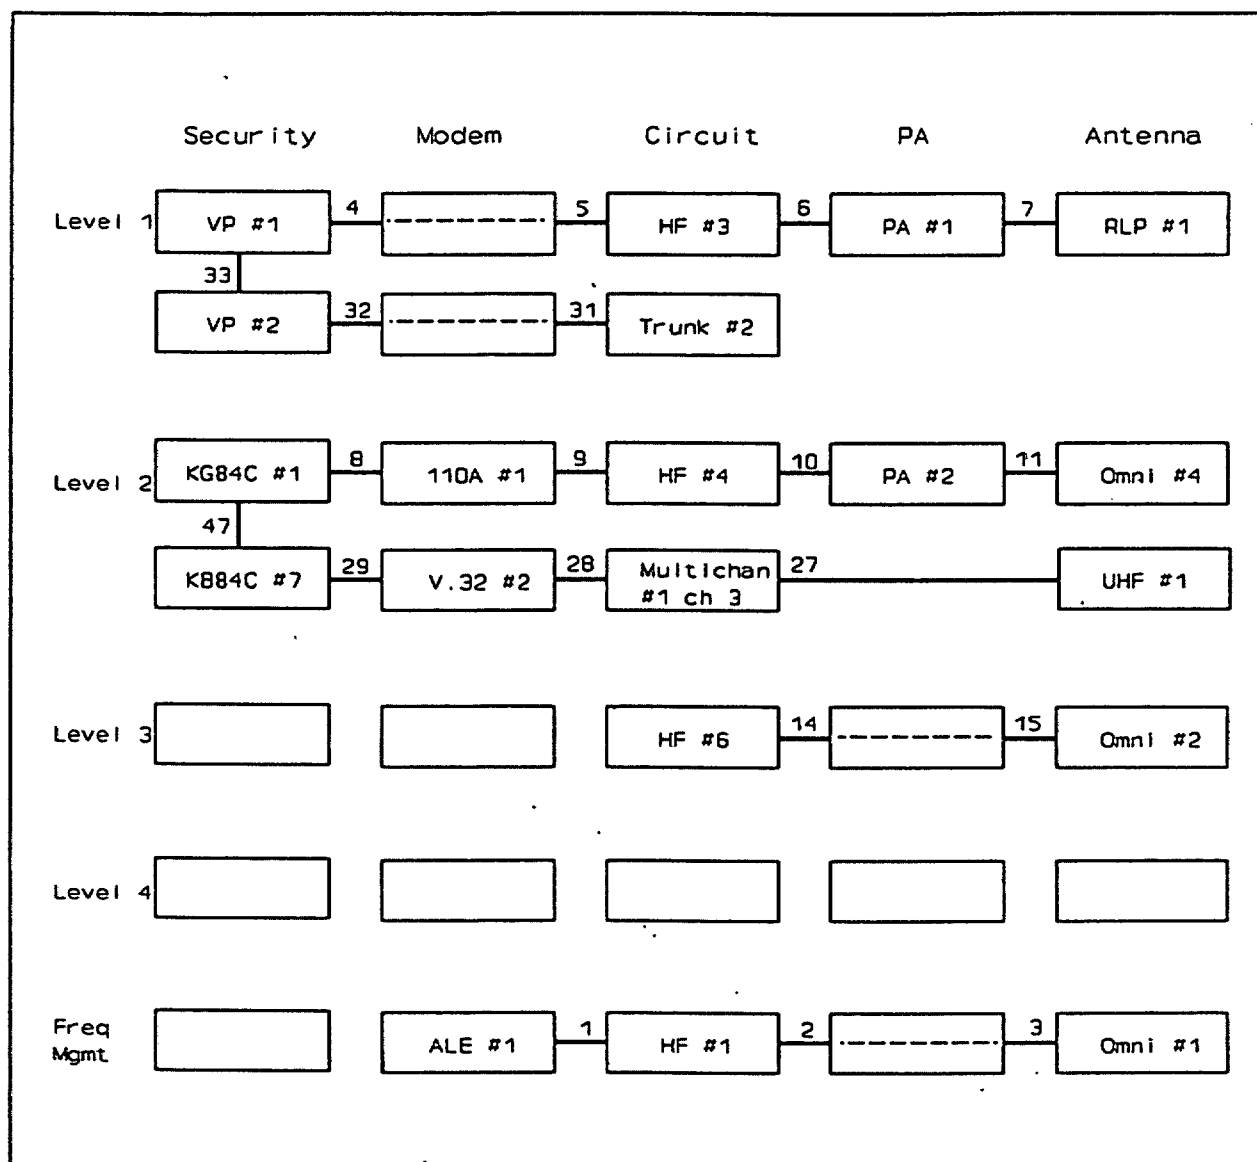 Security Modem Circuit PA Antenna
Level 1 VP #1 4 5 HF #3 6 PA #1 7 RLP #1
33
VP #2 32 31 Trunk #2
Level 2 KG84C #1 8 110A #1 9 HF #4 10 PA #2 11 Omni #4
47
K884C #7 29 V.32 #2 28 Multichan 27 UHF #1
#1 ch 3
Level 3 HF #6 14 15 Omni #2
Level 4
Freq
Mgmt ALE #1 1 HF #1 2 3 Omni #1